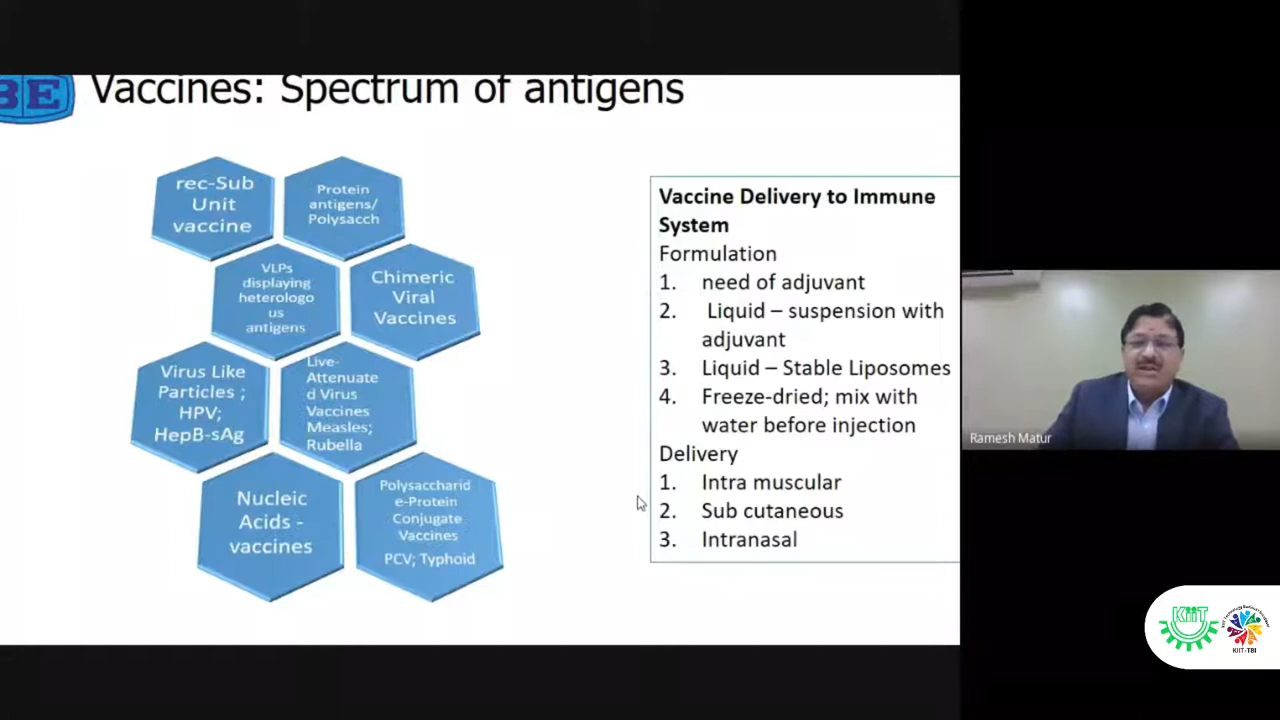 BE
Vaccines: Spectrum of antigens
rec-Sub
Unit
vaccine
Protein
antigens/
Polysacch
VLPs
displaying
heterologo
us
antigens
Chimeric
Viral
Vaccines
Virus Like
Particles ;
HPV;
HepB-sAg
Live-
Attenuate
d Virus
Vaccines
Measles;
Rubella
Nucleic
Acids -
vaccines
Polysaccharid
e-Protein
Conjugate
Vaccines
PCV; Typhoid
Vaccine Delivery to Immune
System
Formulation
1. need of adjuvant
2. Liquid – suspension with
adjuvant
3. Liquid – Stable Liposomes
4. Freeze-dried; mix with
water before injection
Delivery
1. Intra muscular
2. Sub cutaneous
3. Intranasal
Ramesh Matur
KIIT
KIIT-TBI